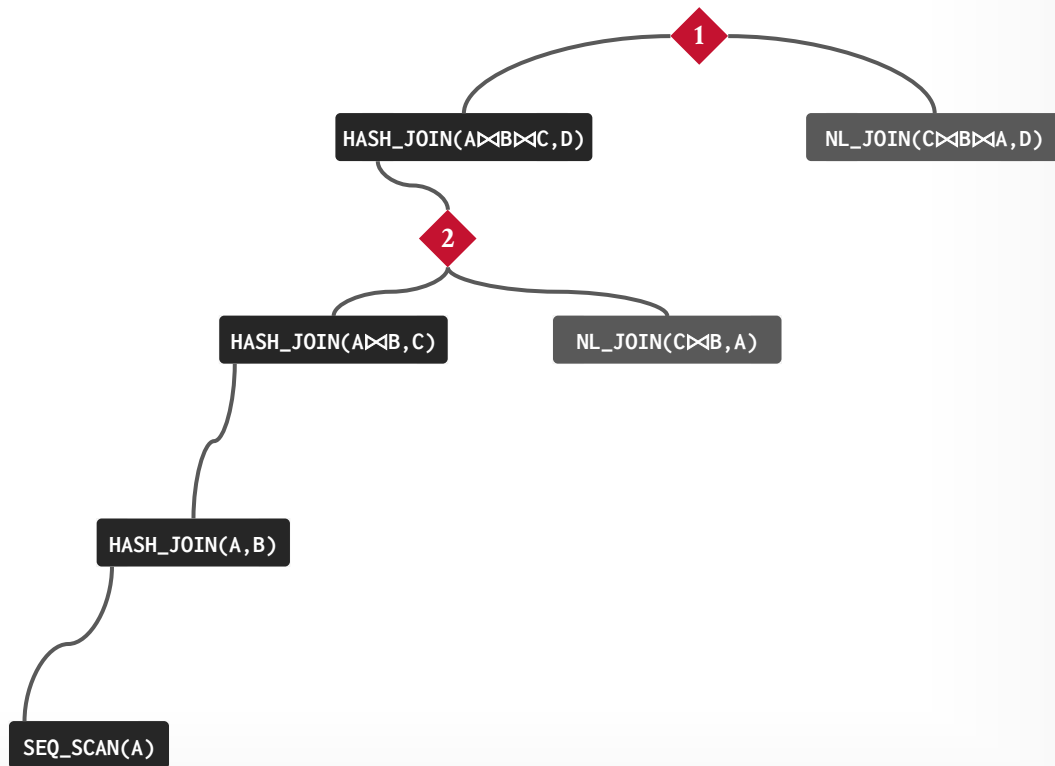 1
HASH_JOIN(A⋈B⋈C,D)
NL_JOIN(C⋈B⋈A,D)
2
HASH_JOIN(A⋈B,C)
NL_JOIN(C⋈B,A)
HASH_JOIN(A,B)
SEQ_SCAN(A)